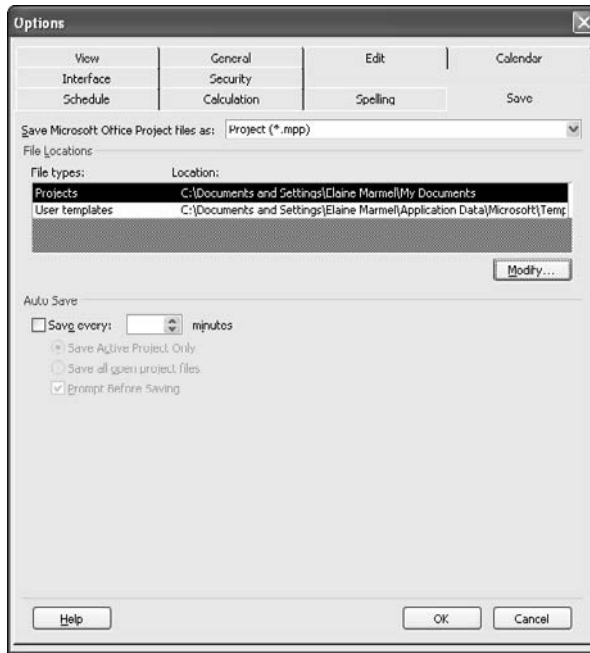 Options
View General Edit Calendar
Interface Security
Schedule Calculation Spelling Save
Save Microsoft Office Project files as: Project (*.mpp)
File Locations
File types: Location:
Projects C:\Documents and Settings\Elaine Marmel\My Documents
User templates C:\Documents and Settings\Elaine Marmel\Application Data\Microsoft\Temp
Modify...
Auto Save
Save every: minutes
Save Active Project Only
Save all open project files
Prompt Before Saving
Help OK Cancel